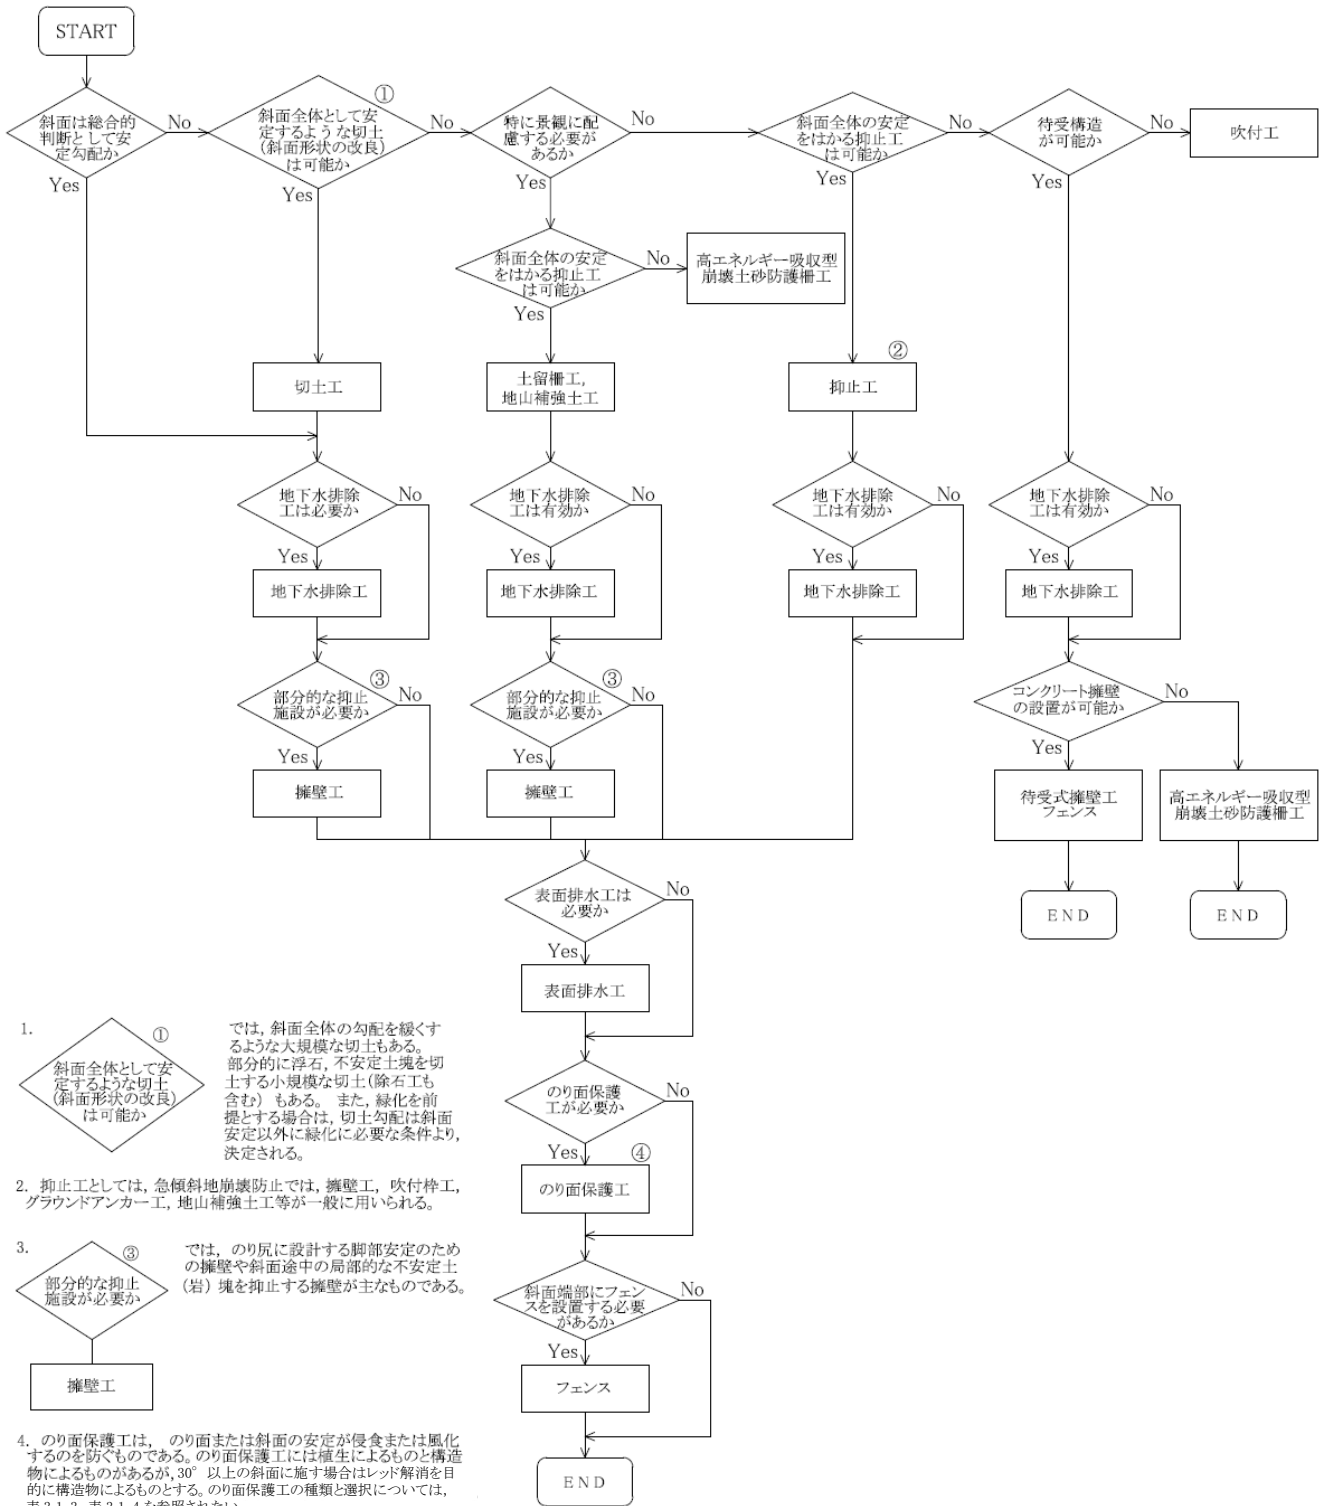 START
斜面は総合的
判断として安
定勾配か
No
Yes
①
斜面全体として安
定するような切土
(斜面形状の改良)
は可能か
No
Yes
特に景観に配
慮する必要が
あるか
No
Yes
斜面全体の安定
をはかる抑止工
は可能か
No
Yes
待受構造
が可能か
No
Yes
吹付工
斜面全体の安定
をはかる抑止工
は可能か
No
Yes
高エネルギー吸収型
崩壊土砂防護柵工
切土工
土留柵工,
地山補強土工
②
抑止工
地下水排除
工は必要か
No
Yes
地下水排除工
地下水排除
工は有効か
No
Yes
地下水排除工
地下水排除
工は有効か
No
Yes
地下水排除工
地下水排除
工は有効か
No
Yes
地下水排除工
③
部分的な抑止
施設が必要か
No
Yes
擁壁工
③
部分的な抑止
施設が必要か
No
Yes
擁壁工
コンクリート擁壁
の設置が可能か
No
Yes
待受式擁壁工
フェンス
高エネルギー吸収型
崩壊土砂防護柵工
END
END
表面排水工は
必要か
No
Yes
表面排水工
のり面保護
工が必要か
No
Yes
④
のり面保護工
斜面端部にフェン
スを設置する必要
があるか
No
Yes
フェンス
END
1.
①
斜面全体として安
定するような切土
(斜面形状の改良)
は可能か
では, 斜面全体の勾配を緩くす
るような大規模な切土もある。
部分的に浮石, 不安定土塊を切
土する小規模な切土(除石工も
含む) もある。 また, 緑化を前
提とする場合は, 切土勾配は斜面
安定以外に緑化に必要な条件より,
決定される。
2. 抑止工としては, 急傾斜地崩壊防止では, 擁壁工, 吹付枠工,
グラウンドアンカー工, 地山補強土工等が一般に用いられる。
3.
③
部分的な抑止
施設が必要か
擁壁工
では, のり尻に設計する脚部安定のため
の擁壁や斜面途中の局部的な不安定土
(岩) 塊を抑止する擁壁が主なものである。
4. のり面保護工は, のり面または斜面の安定が侵食または風化
するのを防ぐものである。のり面保護工には植生によるものと構造
物によるものがあるが, 30° 以上の斜面に施す場合はレッド解消を目
的に構造物によるものとする。のり面保護工の種類と選択については,
表 3.1.3, 表 3.1.4 を参照されたい。